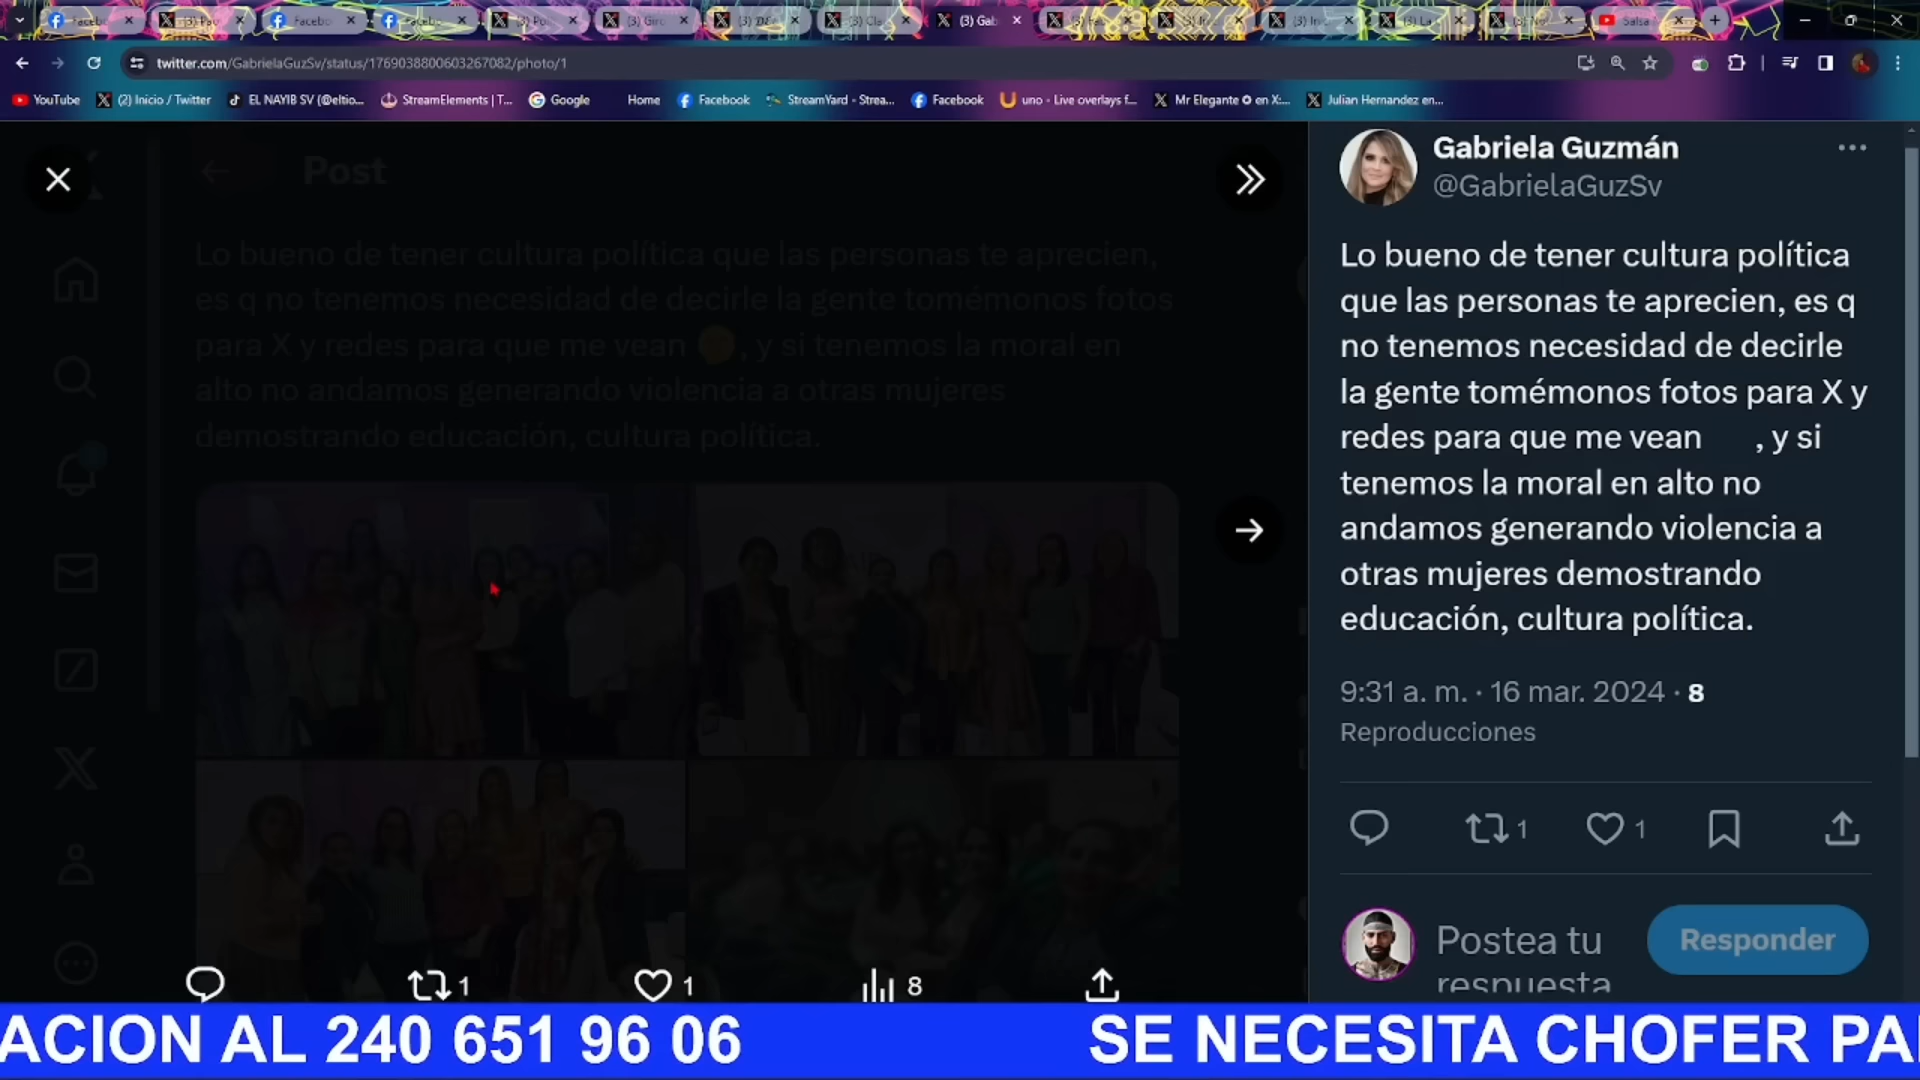 twitter.com/GabrielaGuzSv/status/1769038800603267082/photo/1
YouTube
(2) Inicio / Twitter
EL NAYIB SV (@eltio...
StreamElements | T...
Google
Home
Facebook
StreamYard - Strea...
Facebook
uno - Live overlays f...
Mr Elegante ✪ en X:...
Julian Hernandez en...
Post
Lo bueno de tener cultura política que las personas te aprecien,
es q no tenemos necesidad de decirle la gente tomémonos fotos
para X y redes para que me vean , y si tenemos la moral en
alto no andamos generando violencia a otras mujeres
demostrando educación, cultura política.
1
1
8
Gabriela Guzmán
@GabrielaGuzSv
Lo bueno de tener cultura política
que las personas te aprecien, es q
no tenemos necesidad de decirle
la gente tomémonos fotos para X y
redes para que me vean , y si
tenemos la moral en alto no
andamos generando violencia a
otras mujeres demostrando
educación, cultura política.
9:31 a. m. · 16 mar. 2024 · 8
Reproducciones
1
1
Postea tu
respuesta
Responder
ACION AL 240 651 96 06
SE NECESITA CHOFER PA